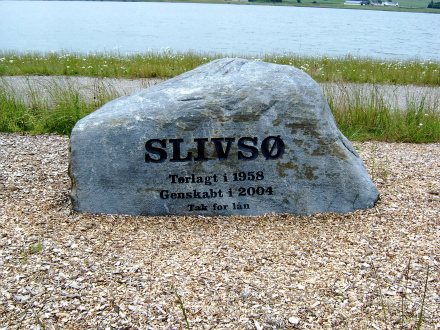 SLIVSØ
Tørlagt i 1958
Genskabt i 2004
Tak for lån